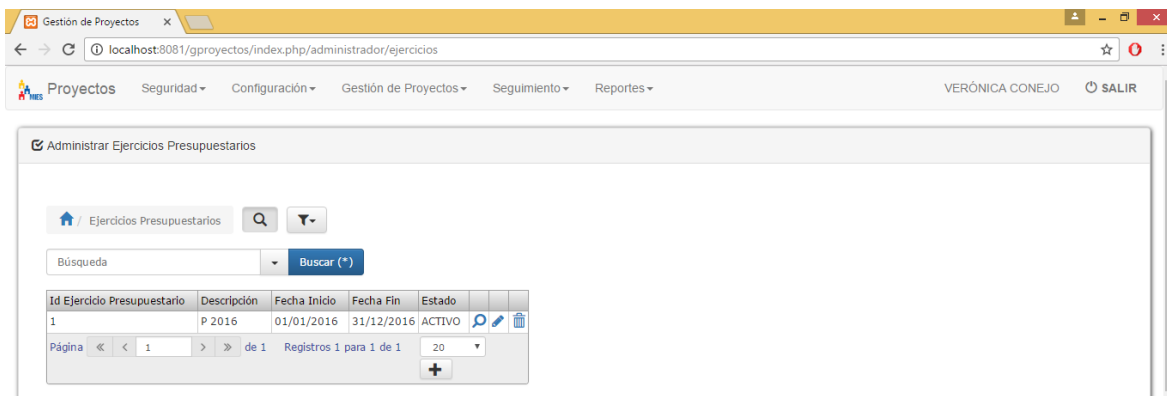 Gestión de Proyectos
localhost:8081/gproyectos/index.php/administrador/ejercicios
MIES Proyectos Seguridad Configuración Gestión de Proyectos Seguimiento Reportes VERÓNICA CONEJO SALIR
Administrar Ejercicios Presupuestarios
/ Ejercicios Presupuestarios
Búsqueda Buscar (*)
Id Ejercicio Presupuestario Descripción Fecha Inicio Fecha Fin Estado
1 P 2016 01/01/2016 31/12/2016 ACTIVO
Página 1 de 1 Registros 1 para 1 de 1 20